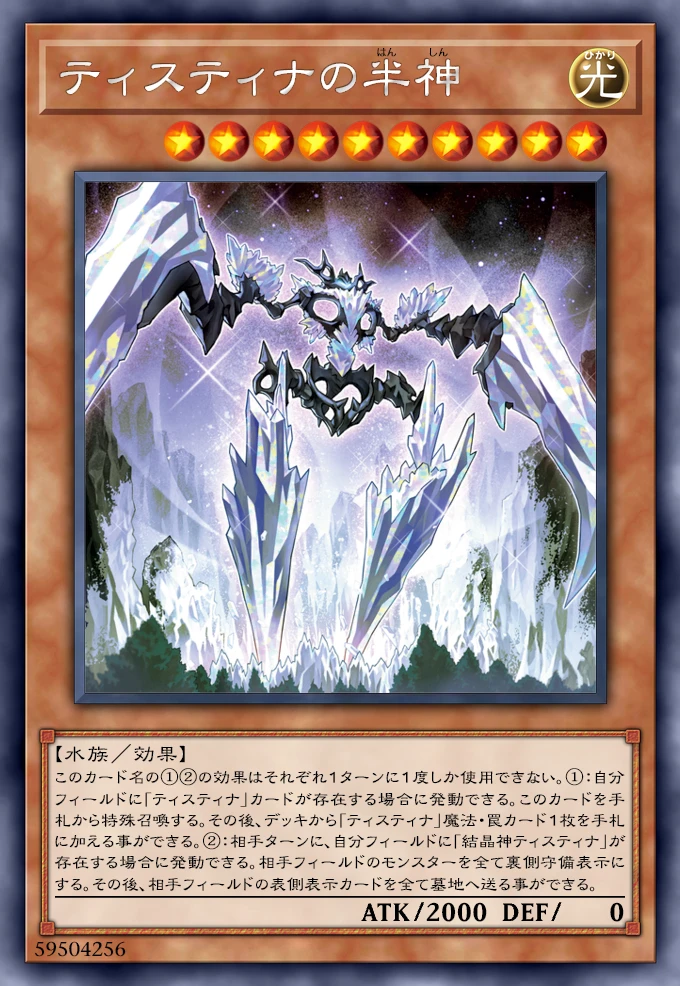 ティスティナの半神
はん しん
光
ひかり
【水族／効果】
このカード名の①②の効果はそれぞれ１ターンに１度しか使用できない。①：自分
フィールドに「ティスティナ」カードが存在する場合に発動できる。このカードを手
札から特殊召喚する。その後、デッキから「ティスティナ」魔法・罠カード１枚を手札
に加える事ができる。②：相手ターンに、自分フィールドに「結晶神ティスティナ」が
存在する場合に発動できる。相手フィールドのモンスターを全て裏側守備表示に
する。その後、相手フィールドの表側表示カードを全て墓地へ送る事ができる。
ATK/2000 DEF/ 0
59504256